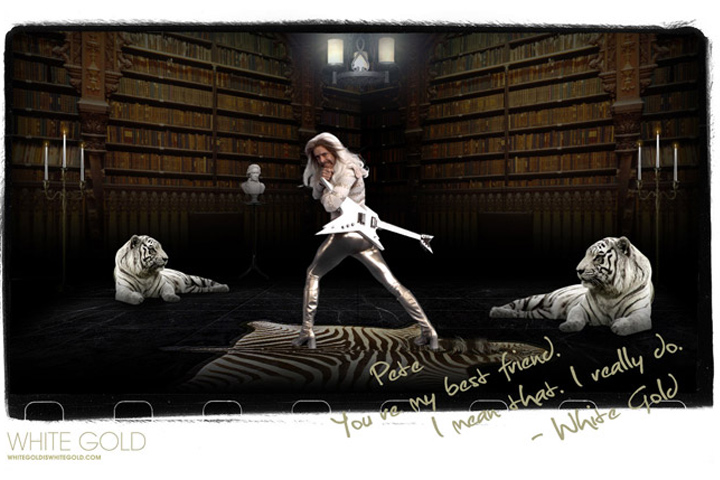 Pete
You're my best friend.
I mean that. I really do.
- White Gold
WHITE GOLD
WHITEGOLDISWHITEGOLD.COM